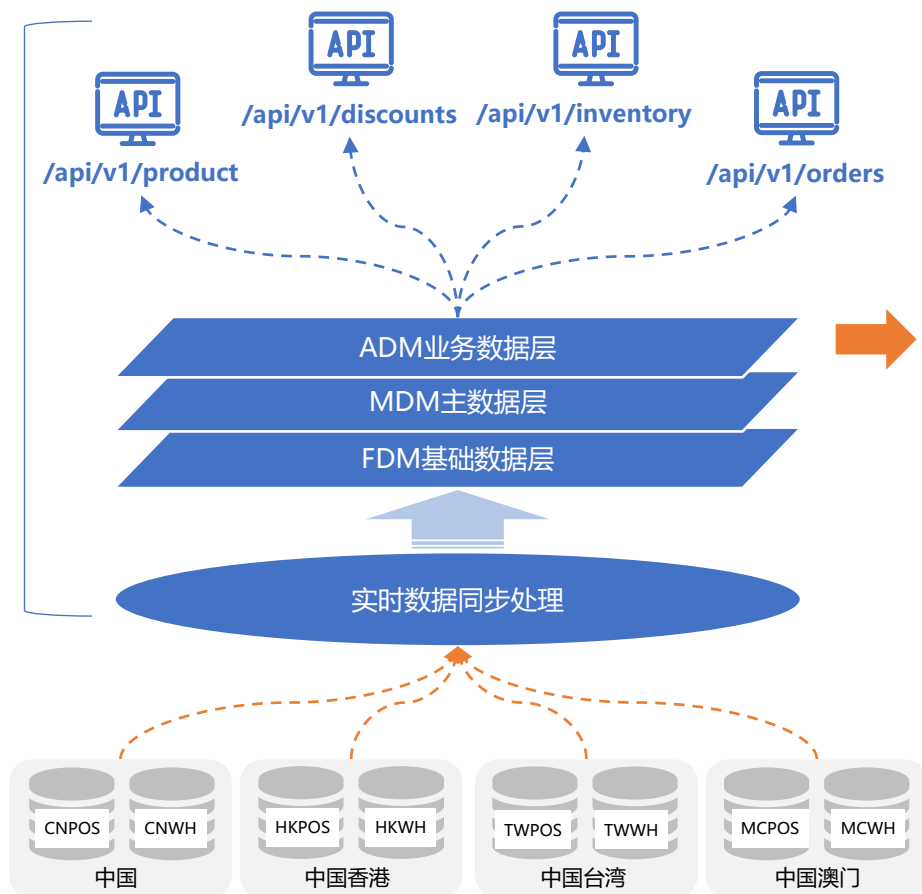 API
API
API
API
/api/v1/discounts
/api/v1/inventory
/api/v1/product
/api/v1/orders
ADM业务数据层
MDM主数据层
FDM基础数据层
实时数据同步处理
CNPOS
CNWH
HKPOS
HKWH
TWPOS
TWWH
MCPOS
MCWH
中国
中国香港
中国台湾
中国澳门